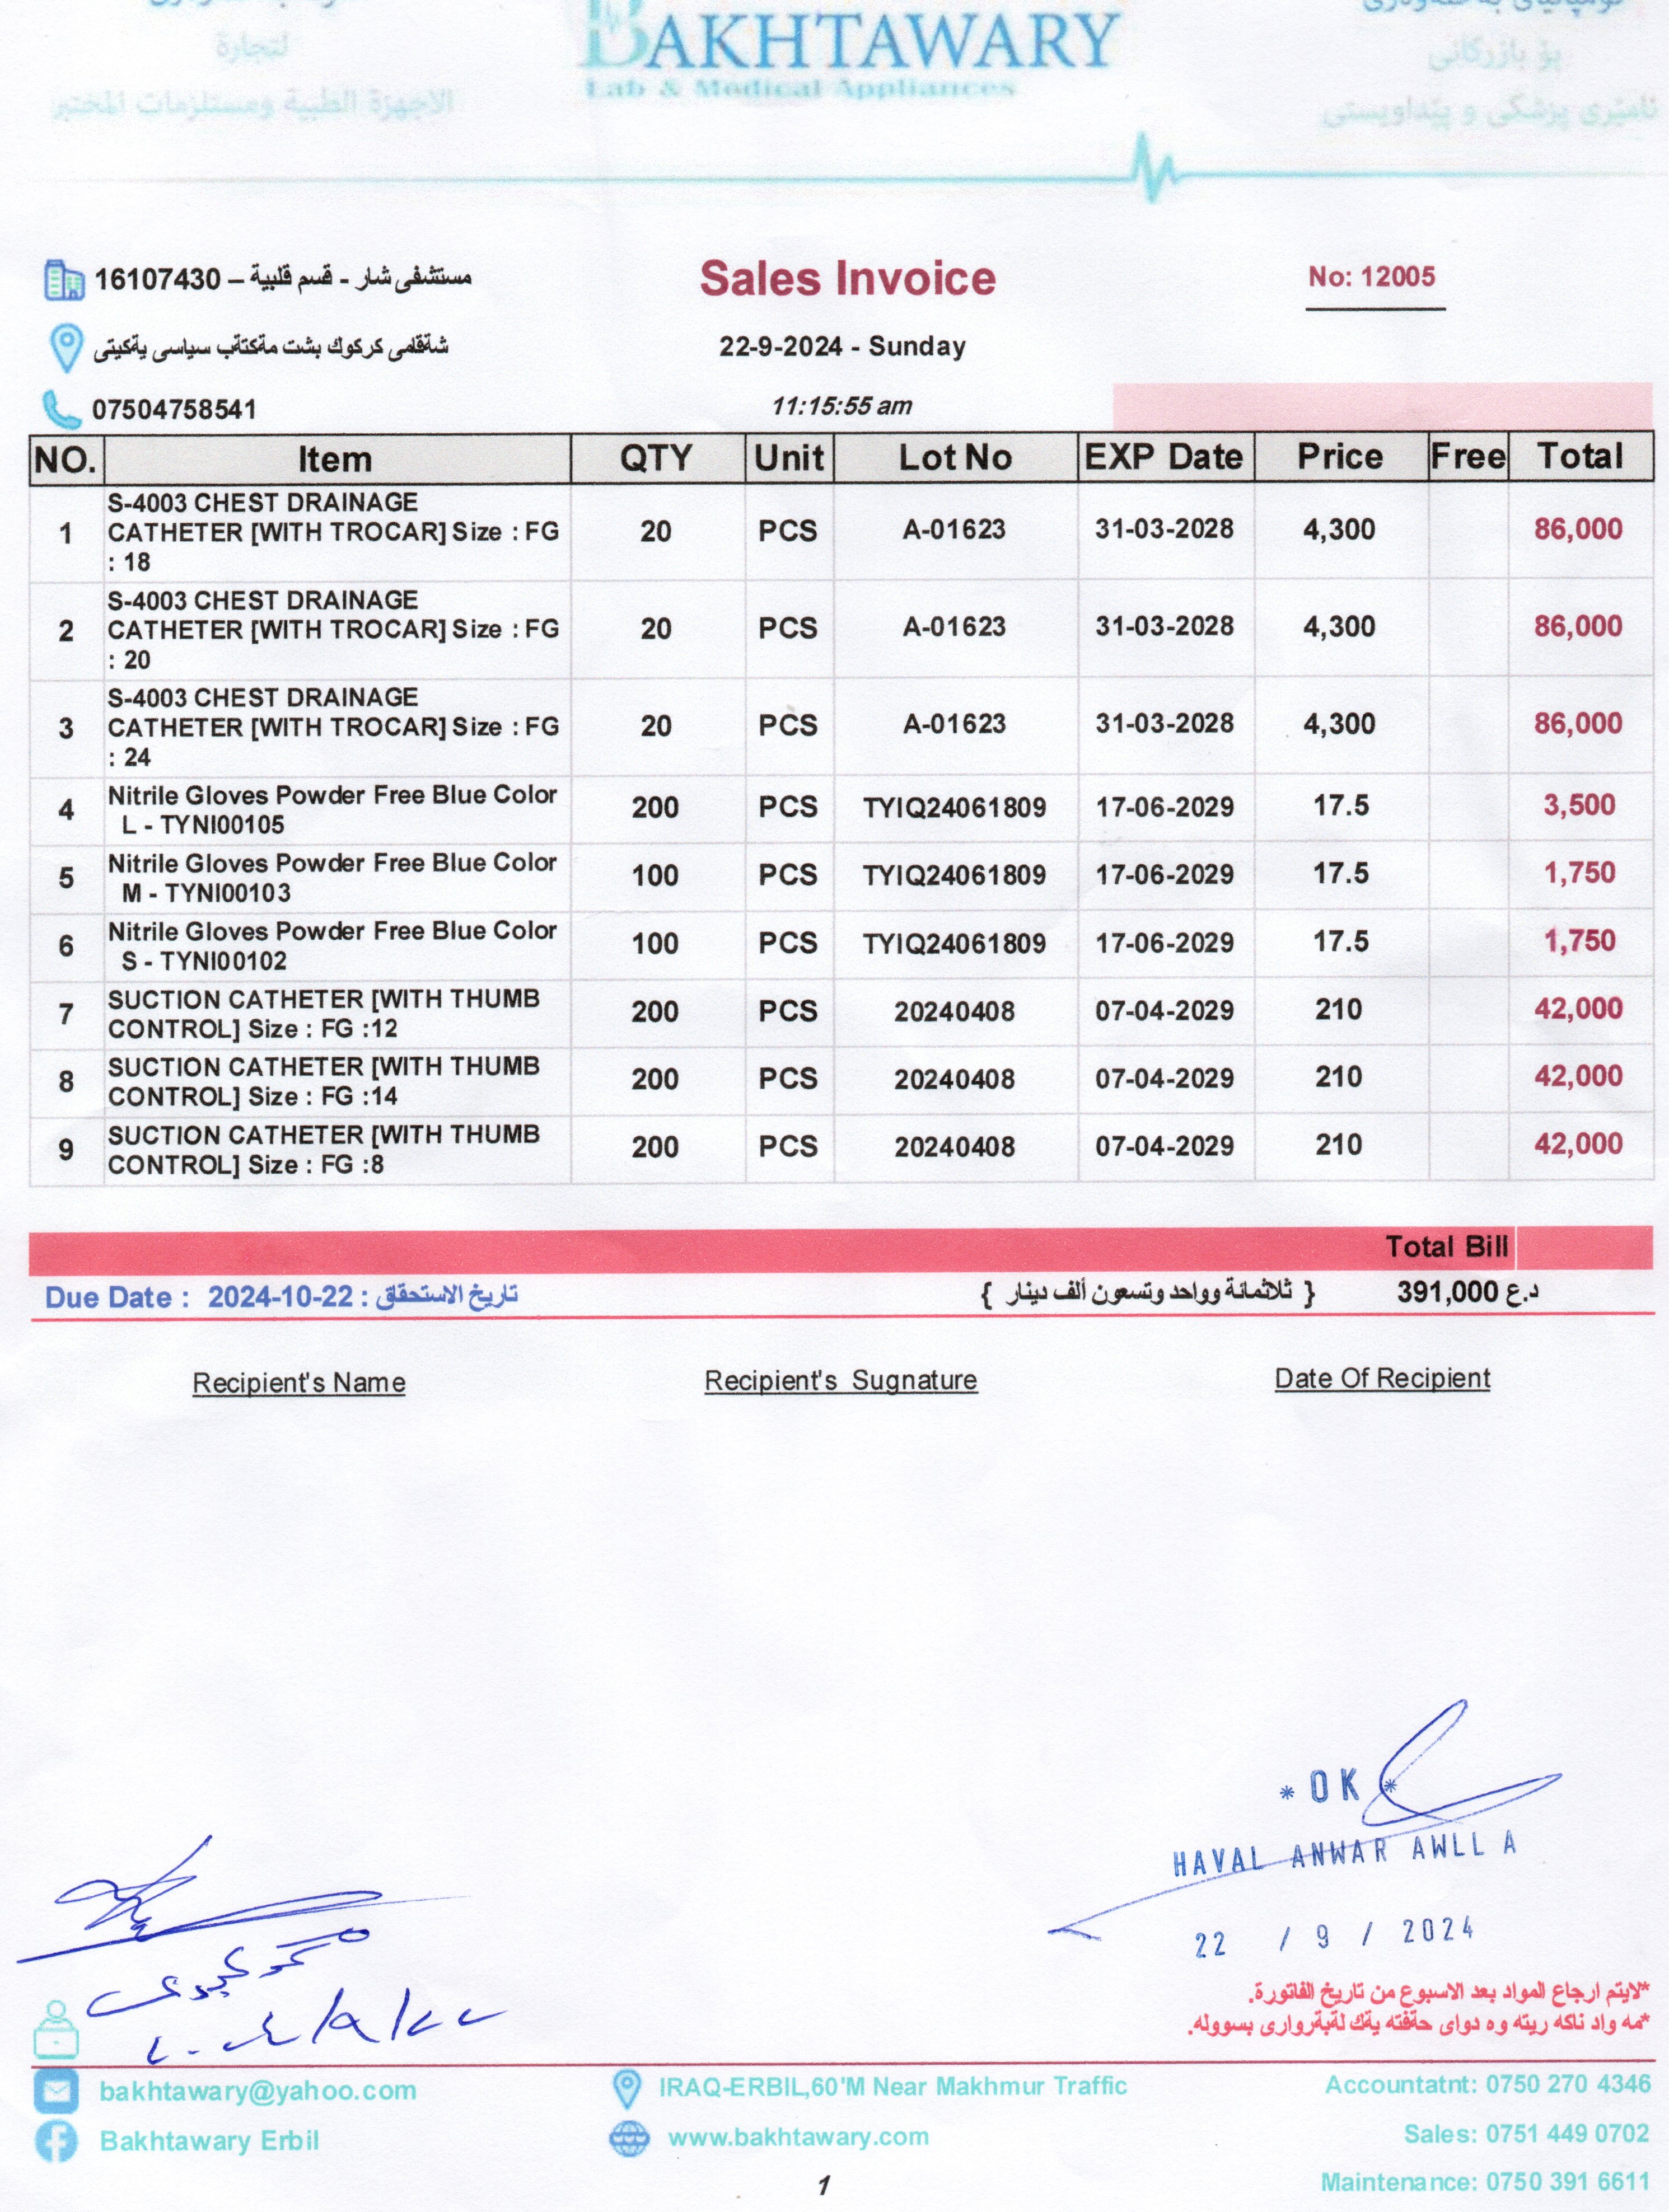 BAKHTAWARY
Lab & Medical Appliances
لتجارة
الاجهزة الطبية ومستلزمات المختبر
بۆ بازرگانی
ئامێری پزشکی و پێداویستی
مستشفى شار - قسم قلبية – 16107430
Sales Invoice
No: 12005
شةقامى كركوك بشت مةكتةب سياسى يةكيتى
22-9-2024 - Sunday
07504758541
11:15:55 am
NO. Item QTY Unit Lot No EXP Date Price Free Total
1 S-4003 CHEST DRAINAGE CATHETER [WITH TROCAR] Size : FG : 18 20 PCS A-01623 31-03-2028 4,300 86,000
2 S-4003 CHEST DRAINAGE CATHETER [WITH TROCAR] Size : FG : 20 20 PCS A-01623 31-03-2028 4,300 86,000
3 S-4003 CHEST DRAINAGE CATHETER [WITH TROCAR] Size : FG : 24 20 PCS A-01623 31-03-2028 4,300 86,000
4 Nitrile Gloves Powder Free Blue Color L - TYNI00105 200 PCS TYIQ24061809 17-06-2029 17.5 3,500
5 Nitrile Gloves Powder Free Blue Color M - TYNI00103 100 PCS TYIQ24061809 17-06-2029 17.5 1,750
6 Nitrile Gloves Powder Free Blue Color S - TYNI00102 100 PCS TYIQ24061809 17-06-2029 17.5 1,750
7 SUCTION CATHETER [WITH THUMB CONTROL] Size : FG :12 200 PCS 20240408 07-04-2029 210 42,000
8 SUCTION CATHETER [WITH THUMB CONTROL] Size : FG :14 200 PCS 20240408 07-04-2029 210 42,000
9 SUCTION CATHETER [WITH THUMB CONTROL] Size : FG :8 200 PCS 20240408 07-04-2029 210 42,000
Total Bill
Due Date : 2024-10-22 : تاريخ الاستحقاق
{ ثلاثمائة وواحد وتسعون ألف دينار }
391,000 د.ع
Recipient's Name
Recipient's Sugnature
Date Of Recipient
* OK *
HAVAL ANWAR AWLLA
22 / 9 / 2024
٢٠٢٤/٩/٢٢
*لايتم ارجاع المواد بعد الاسبوع من تاريخ الفاتورة.
*مه واد ناكه ريته وه دواى حةفته يةك لةبةروارى بسووله.
bakhtawary@yahoo.com
IRAQ-ERBIL,60'M Near Makhmur Traffic
Accountatnt: 0750 270 4346
Bakhtawary Erbil
www.bakhtawary.com
Sales: 0751 449 0702
1
Maintenance: 0750 391 6611